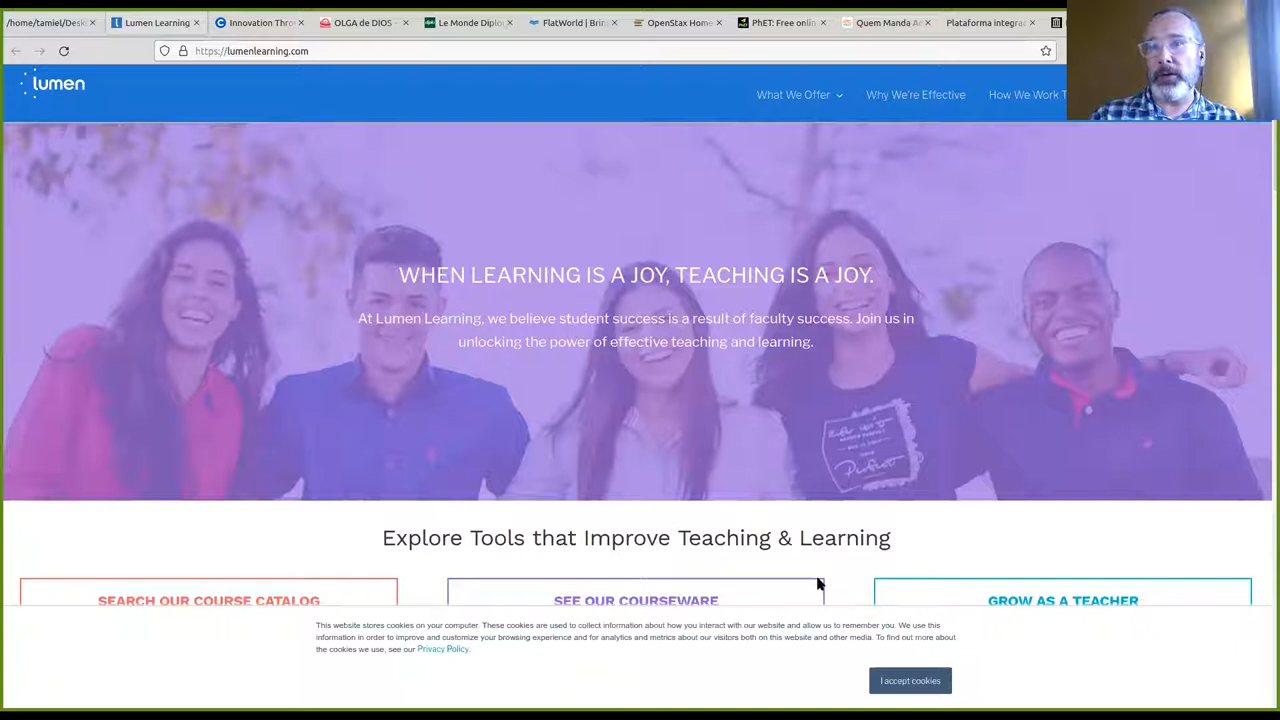 /home/tamiel/Desk
Lumen Learning
Innovation Throu
OLGA de DIOS -
Le Monde Diplo
FlatWorld | Brin
OpenStax Home
PhET: Free onlin
Quem Manda Aq
Plataforma integrac
https://lumenlearning.com
lumen
What We Offer
Why We're Effective
How We Work T
WHEN LEARNING IS A JOY, TEACHING IS A JOY.
At Lumen Learning, we believe student success is a result of faculty success. Join us in
unlocking the power of effective teaching and learning.
Explore Tools that Improve Teaching & Learning
SEARCH OUR COURSE CATALOG
SEE OUR COURSEWARE
GROW AS A TEACHER
This website stores cookies on your computer. These cookies are used to collect information about how you interact with our website and allow us to remember you. We use this
information in order to improve and customize your browsing experience and for analytics and metrics about our visitors both on this website and other media. To find out more about
the cookies we use, see our Privacy Policy.
I accept cookies